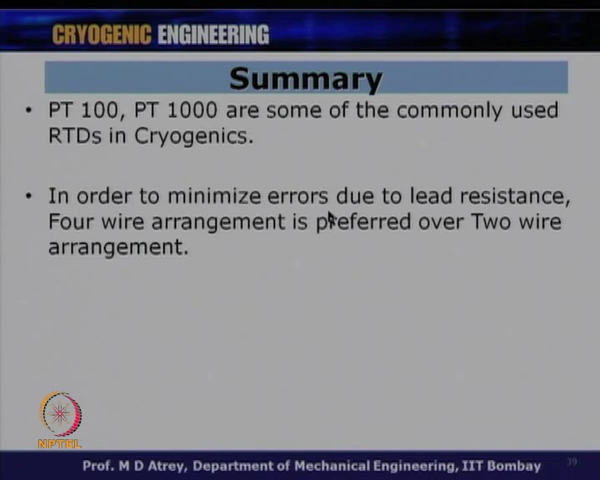 CRYOGENIC ENGINEERING
Summary
• PT 100, PT 1000 are some of the commonly used
RTDs in Cryogenics.
• In order to minimize errors due to lead resistance,
Four wire arrangement is preferred over Two wire
arrangement.
NPTEL
Prof. M D Atrey, Department of Mechanical Engineering, IIT Bombay
39